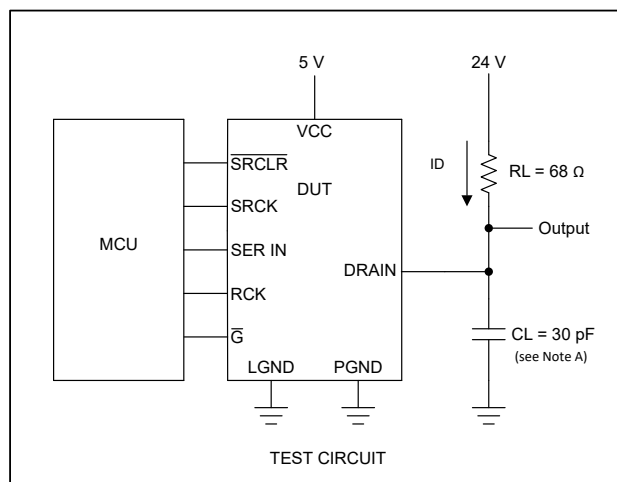 5 V
24 V
VCC
SRCLR
DUT
ID
RL = 68 Ω
SRCK
MCU
SER IN
Output
DRAIN
RCK
G
CL = 30 pF
(see Note A)
LGND
PGND
TEST CIRCUIT